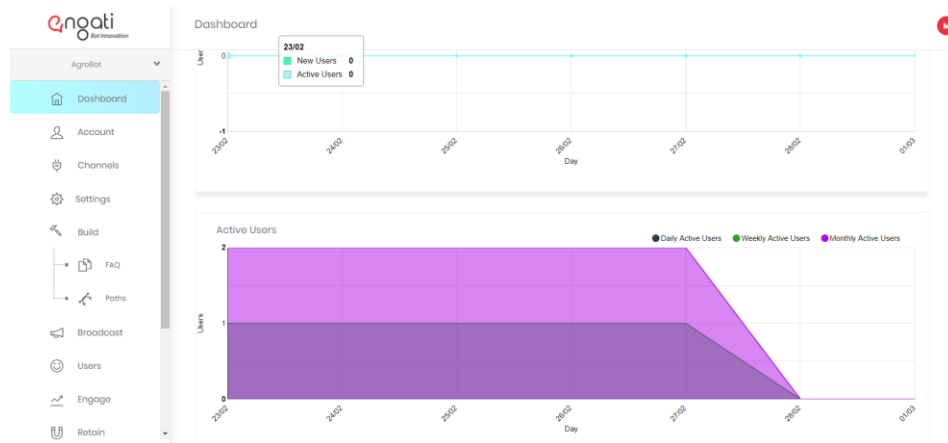 engati
Bot Innovation
AgroBot
Dashboard
Account
Channels
Settings
Build
FAQ
Paths
Broadcast
Users
Engage
Retain
Dashboard
M
23/02
New Users 0
Active Users 0
User
0
-1
23/02 24/02 25/02 26/02 27/02 28/02 01/03
Day
Active Users
Daily Active Users Weekly Active Users Monthly Active Users
Users
2
1
0
23/02 24/02 25/02 26/02 27/02 28/02 01/03
Day